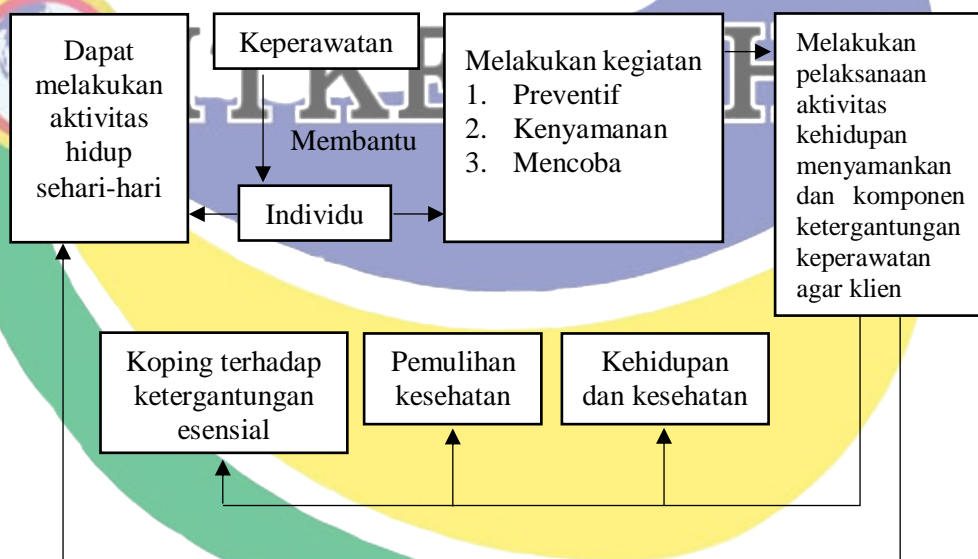 Dapat
melakukan
aktivitas
hidup
sehari-hari
Keperawatan
Membantu
Individu
Melakukan kegiatan
1. Preventif
2. Kenyamanan
3. Mencoba
Melakukan
pelaksanaan
aktivitas
kehidupan
menyamankan
dan komponen
ketergantungan
keperawatan
agar klien
Koping terhadap
ketergantungan
esensial
Pemulihan
kesehatan
Kehidupan
dan kesehatan